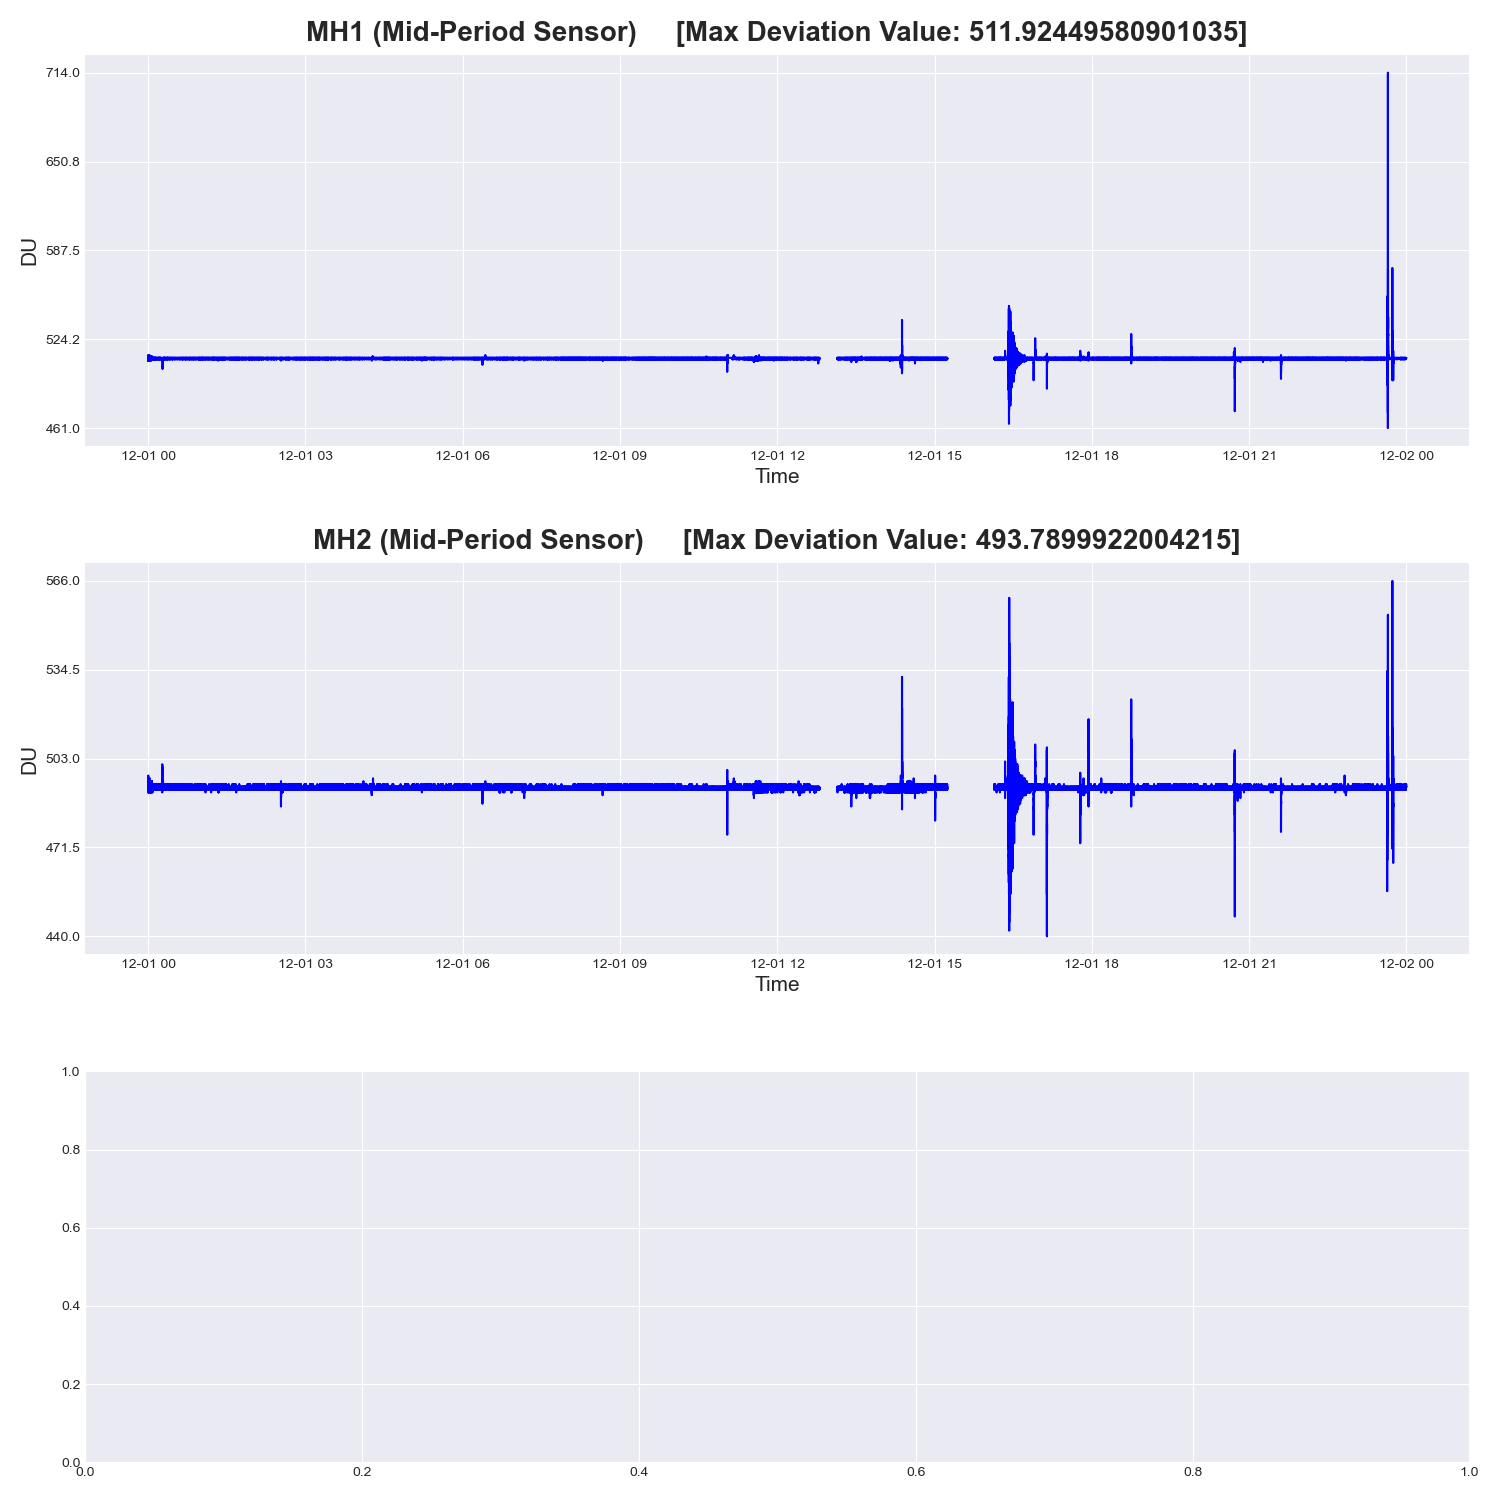 MH1 (Mid-Period Sensor) [Max Deviation Value: 511.92449580901035]
714.0
650.8
587.5
524.2
461.0
DU
12-01 00 12-01 03 12-01 06 12-01 09 12-01 12 12-01 15 12-01 18 12-01 21 12-02 00
Time
MH2 (Mid-Period Sensor) [Max Deviation Value: 493.7899922004215]
566.0
534.5
503.0
471.5
440.0
DU
12-01 00 12-01 03 12-01 06 12-01 09 12-01 12 12-01 15 12-01 18 12-01 21 12-02 00
Time
1.0
0.8
0.6
0.4
0.2
0.0
0.0 0.2 0.4 0.6 0.8 1.0